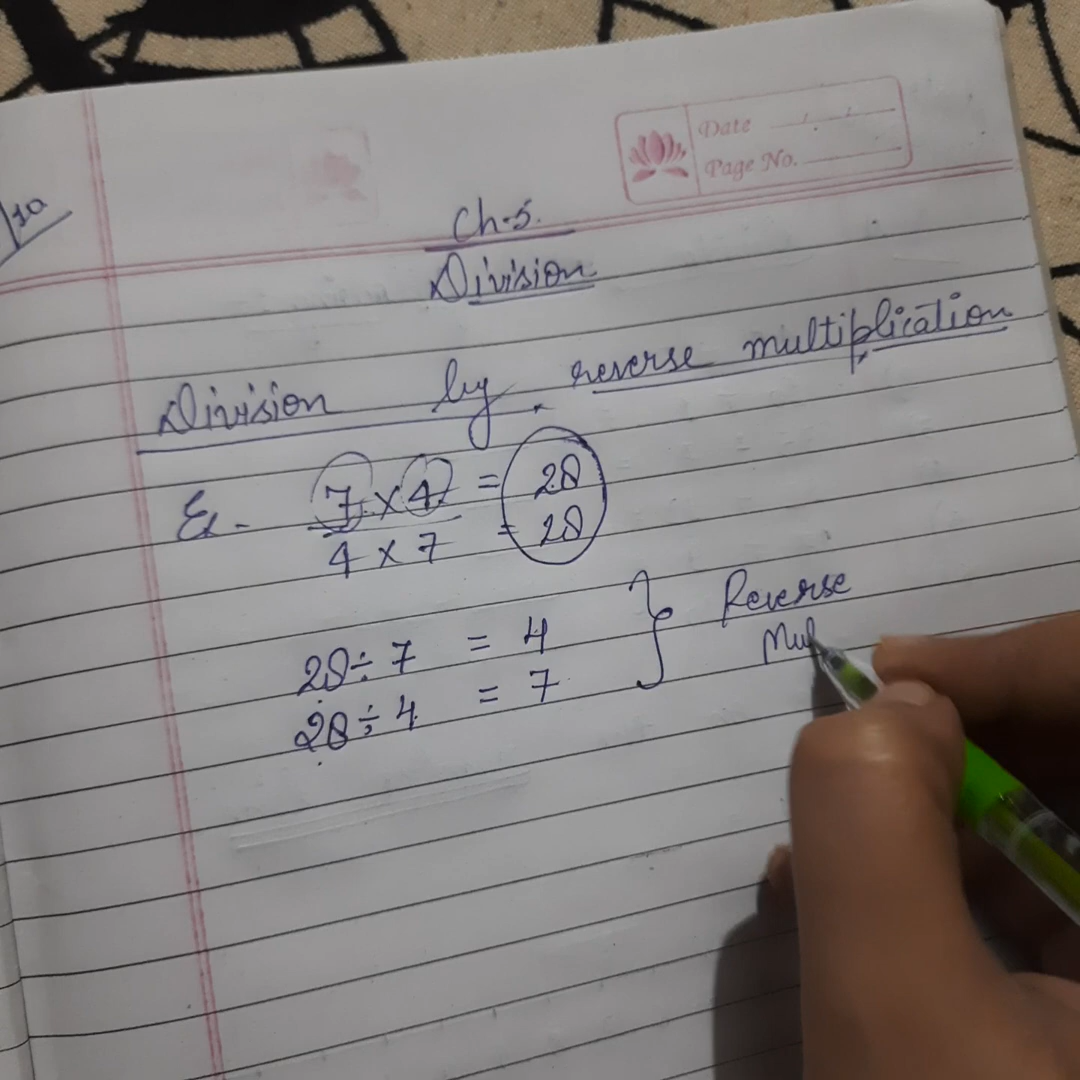 Date
Page No.
10
Ch-5.
Division
Division by reverse multiplication
Ex- 7 x 4 = 28
4 x 7 = 28
28 ÷ 7 = 4
28 ÷ 4 = 7
Reverse
Mul